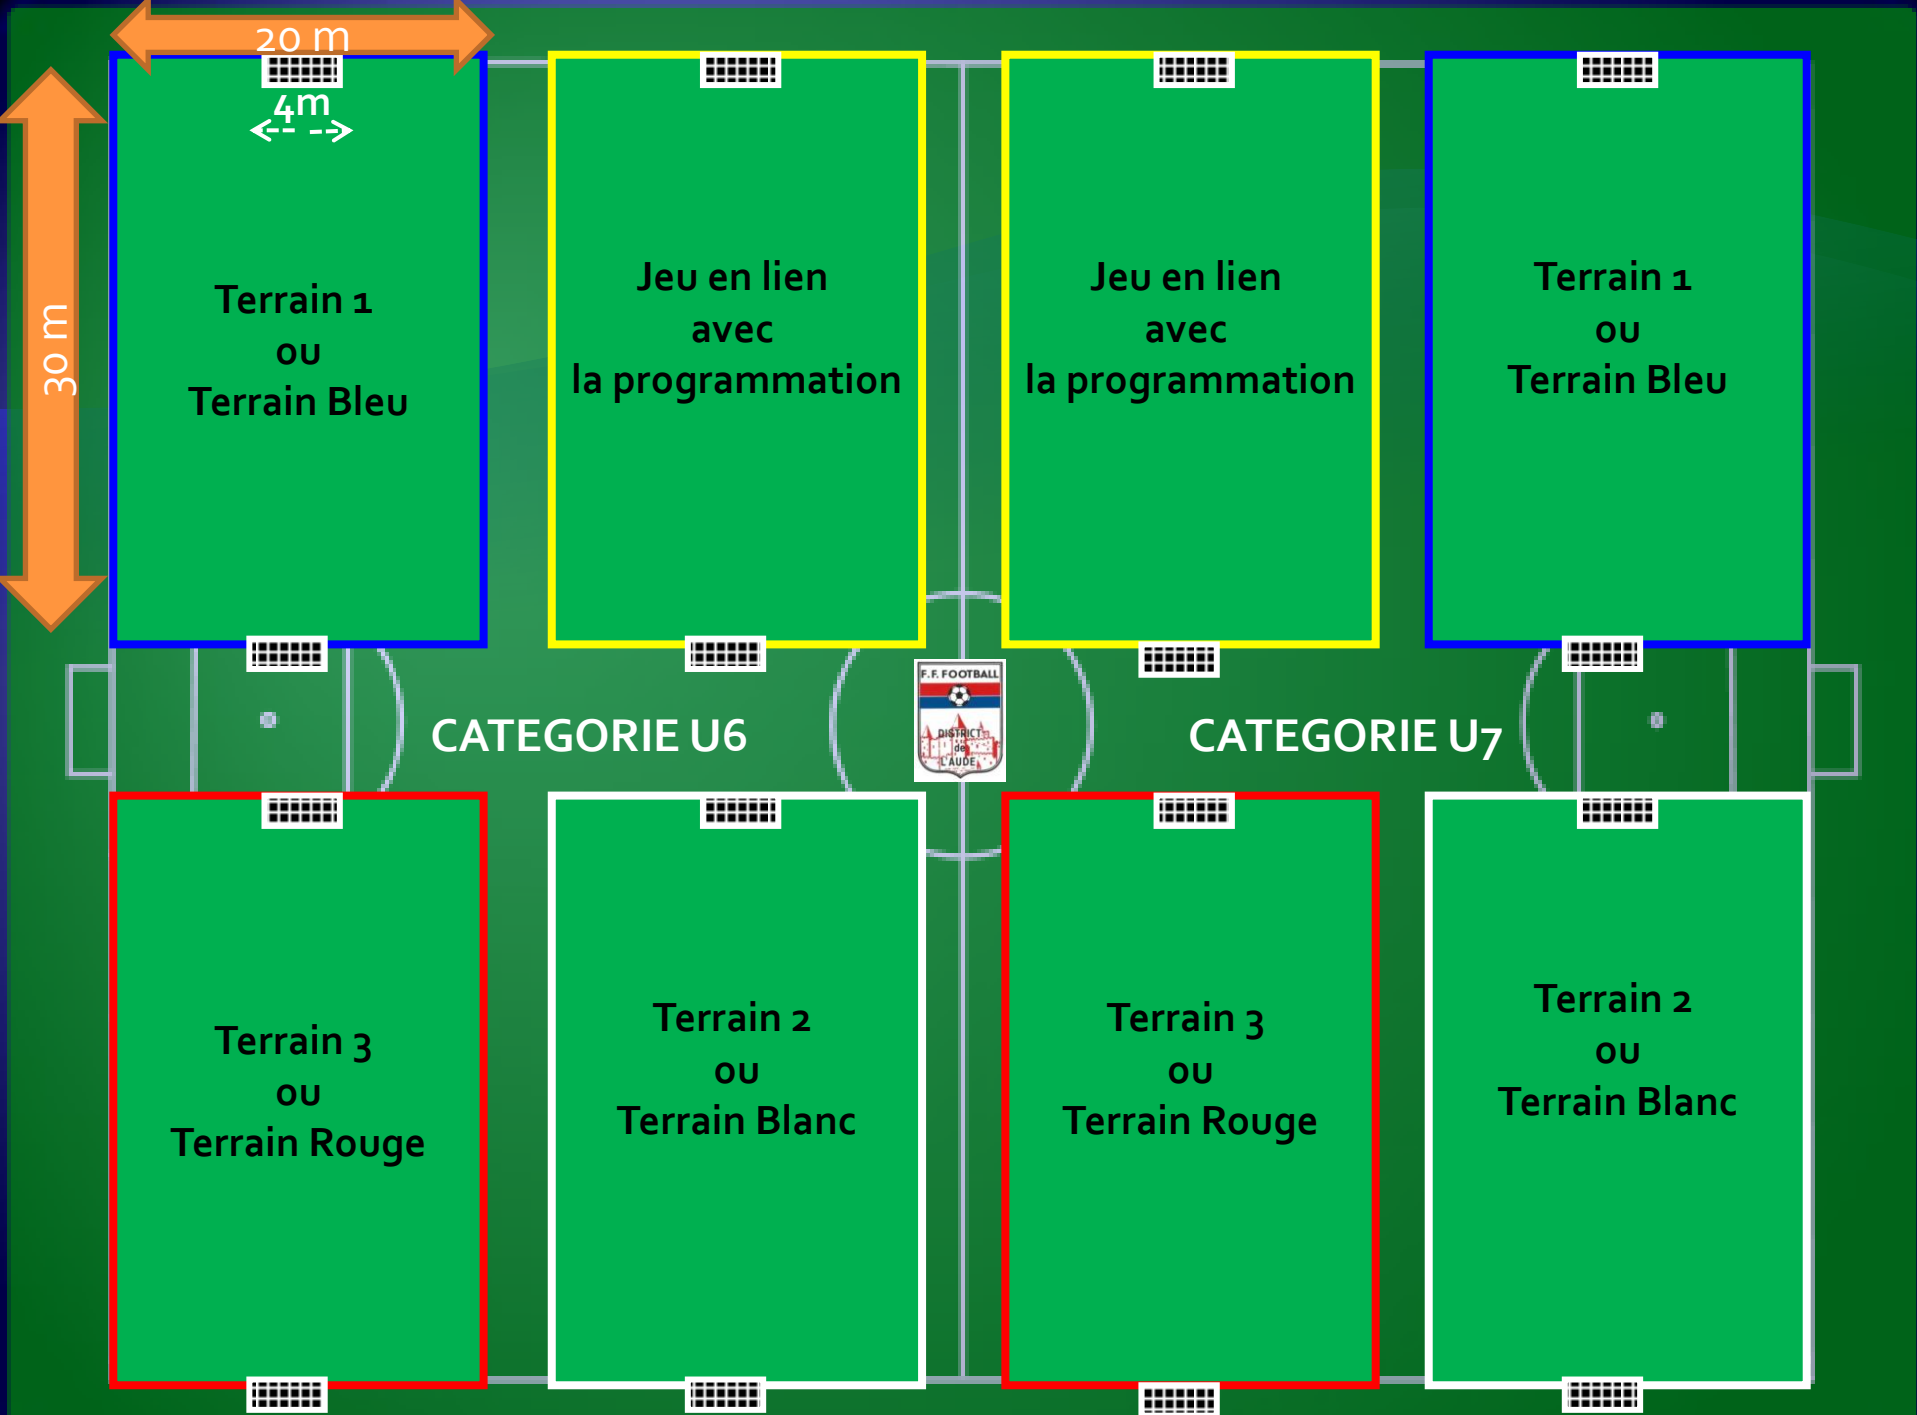 20 m
4m
30 m
Terrain 1
ou
Terrain Bleu
Jeu en lien
avec
la programmation
Jeu en lien
avec
la programmation
Terrain 1
ou
Terrain Bleu
CATEGORIE U6
F.F. FOOTBALL
DISTRICT
de
L'AUDE
CATEGORIE U7
Terrain 3
ou
Terrain Rouge
Terrain 2
ou
Terrain Blanc
Terrain 3
ou
Terrain Rouge
Terrain 2
ou
Terrain Blanc